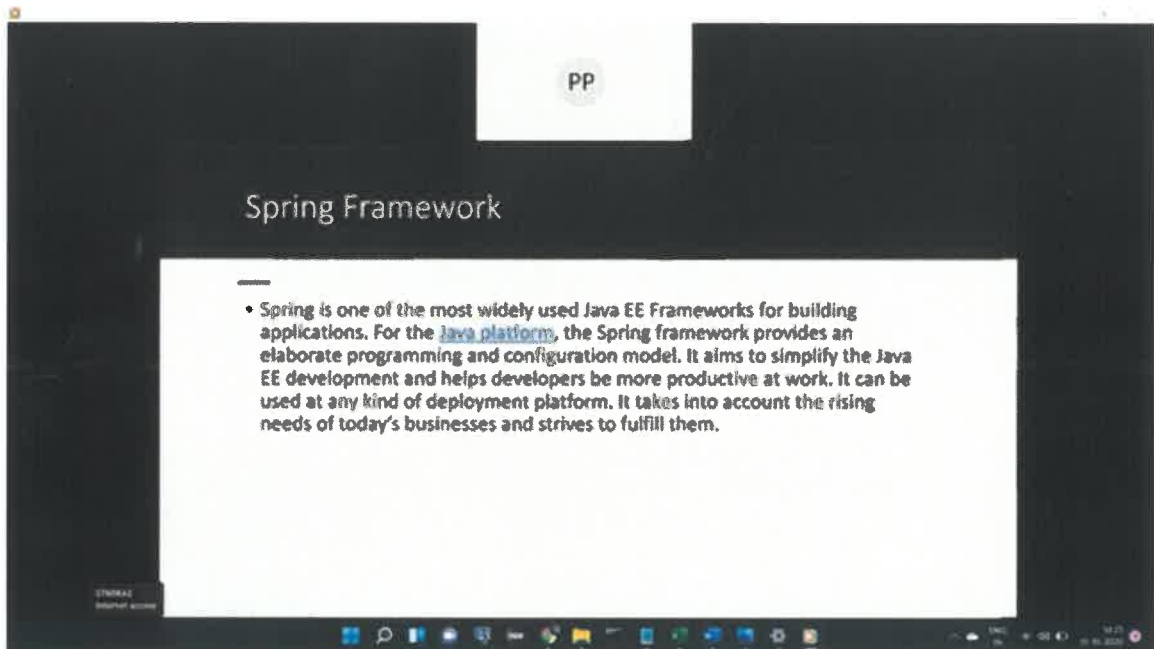 PP
Spring Framework
• Spring is one of the most widely used Java EE Frameworks for building
applications. For the Java platform, the Spring framework provides an
elaborate programming and configuration model. It aims to simplify the Java
EE development and helps developers be more productive at work. It can be
used at any kind of deployment platform. It takes into account the rising
needs of today's businesses and strives to fulfill them.
Internet access
ENG